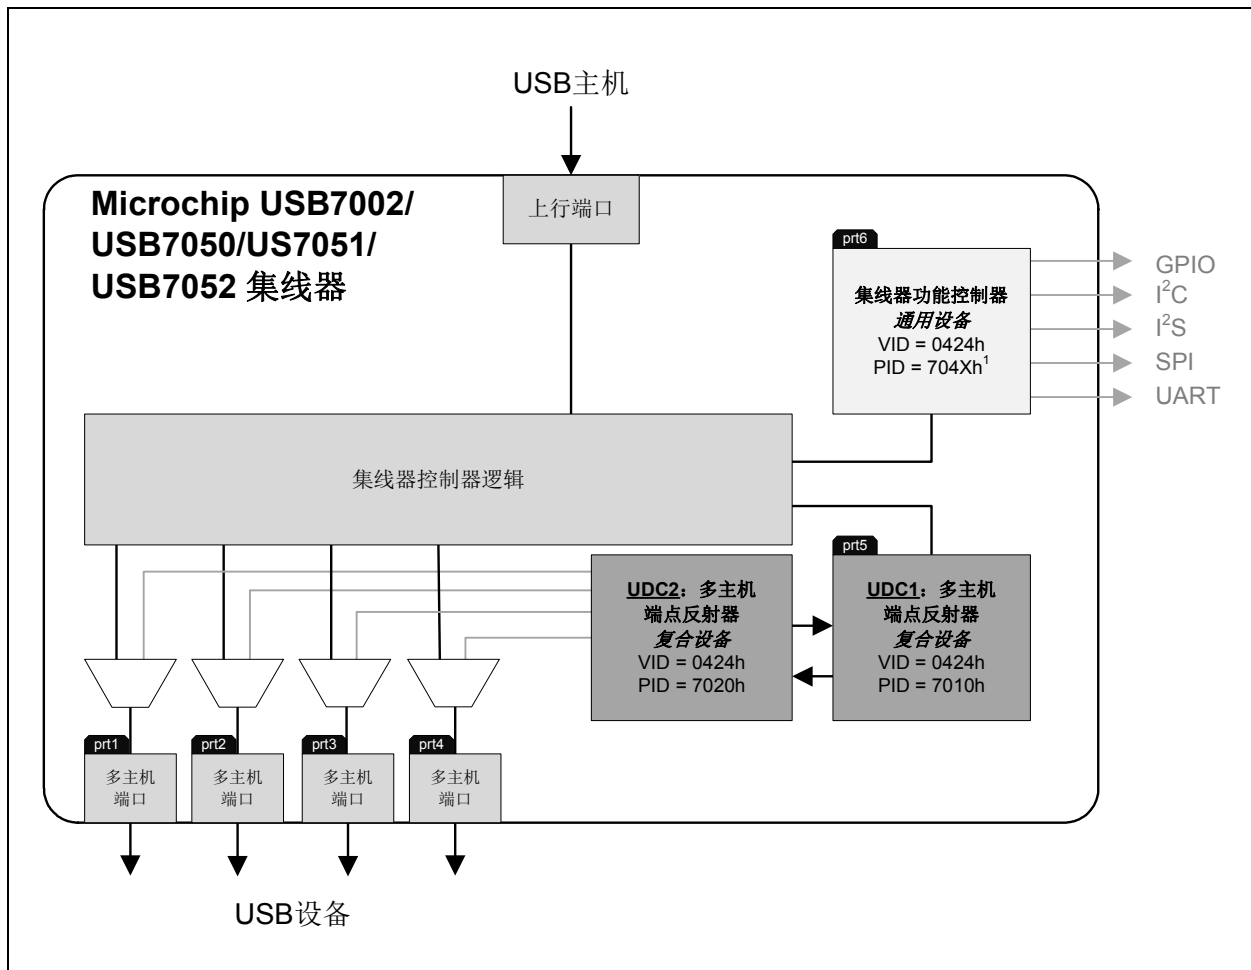 USB主机
Microchip USB7002/
USB7050/US7051/
USB7052 集线器
上行端口
prt6
集线器功能控制器
通用设备
VID = 0424h
PID = 704Xh¹
GPIO
I²C
I²S
SPI
UART
集线器控制器逻辑
UDC2：多主机
端点反射器
复合设备
VID = 0424h
PID = 7020h
prt5
UDC1：多主机
端点反射器
复合设备
VID = 0424h
PID = 7010h
prt1
多主机
端口
prt2
多主机
端口
prt3
多主机
端口
prt4
多主机
端口
USB设备